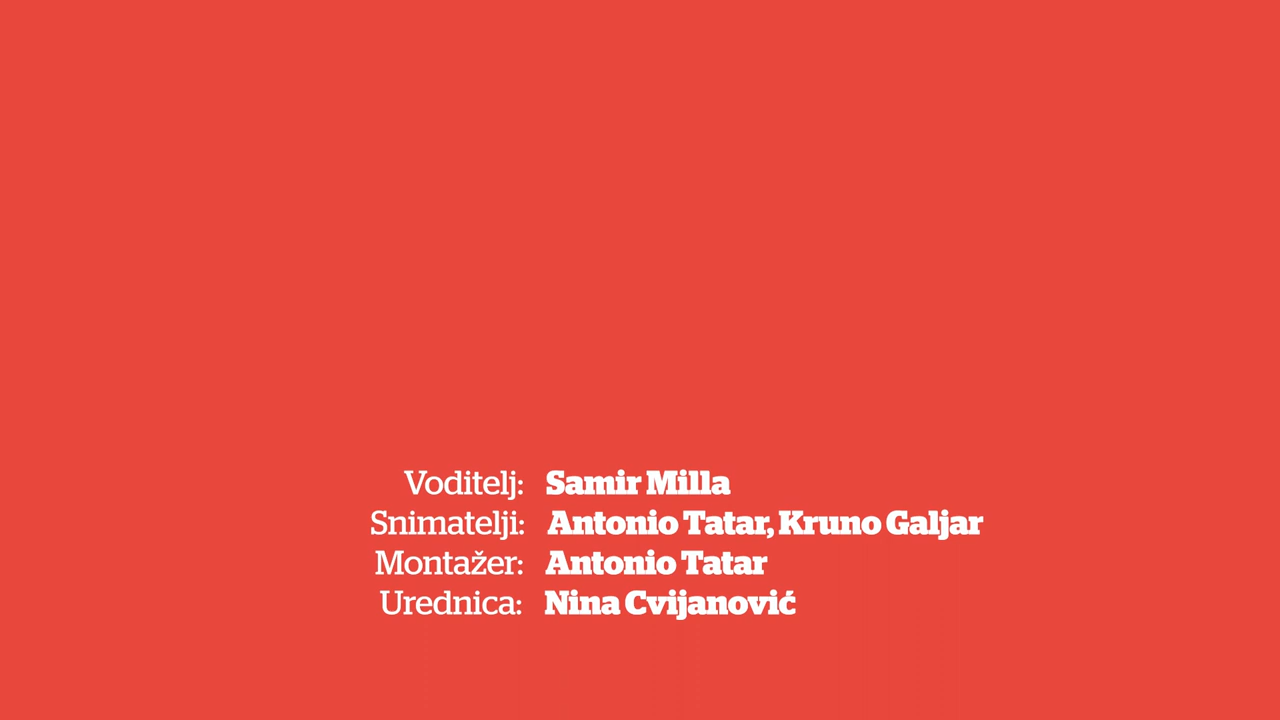 Voditelj: Samir Milla
Snimatelji: Antonio Tatar, Kruno Galjar
Montažer: Antonio Tatar
Urednica: Nina Cvijanović